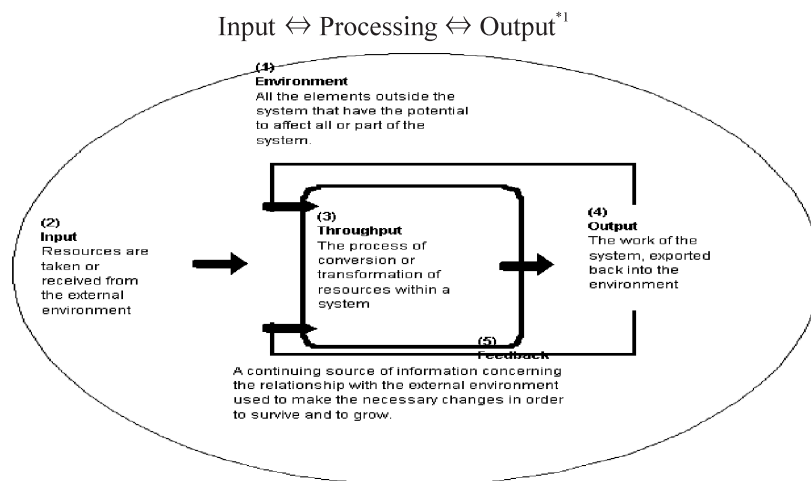 Input ⇔ Processing ⇔ Output*1
(1)
Environment
All the elements outside the
system that have the potential
to affect all or part of the
system.
(2)
Input
Resources are
taken or
received from
the external
environment
(3)
Throughput
The process of
conversion or
transformation of
resources within a
system
(4)
Output
The work of the
system, exported
back into the
environment
(5)
Feedback
A continuing source of information concerning
the relationship with the external environment
used to make the necessary changes in order
to survive and to grow.